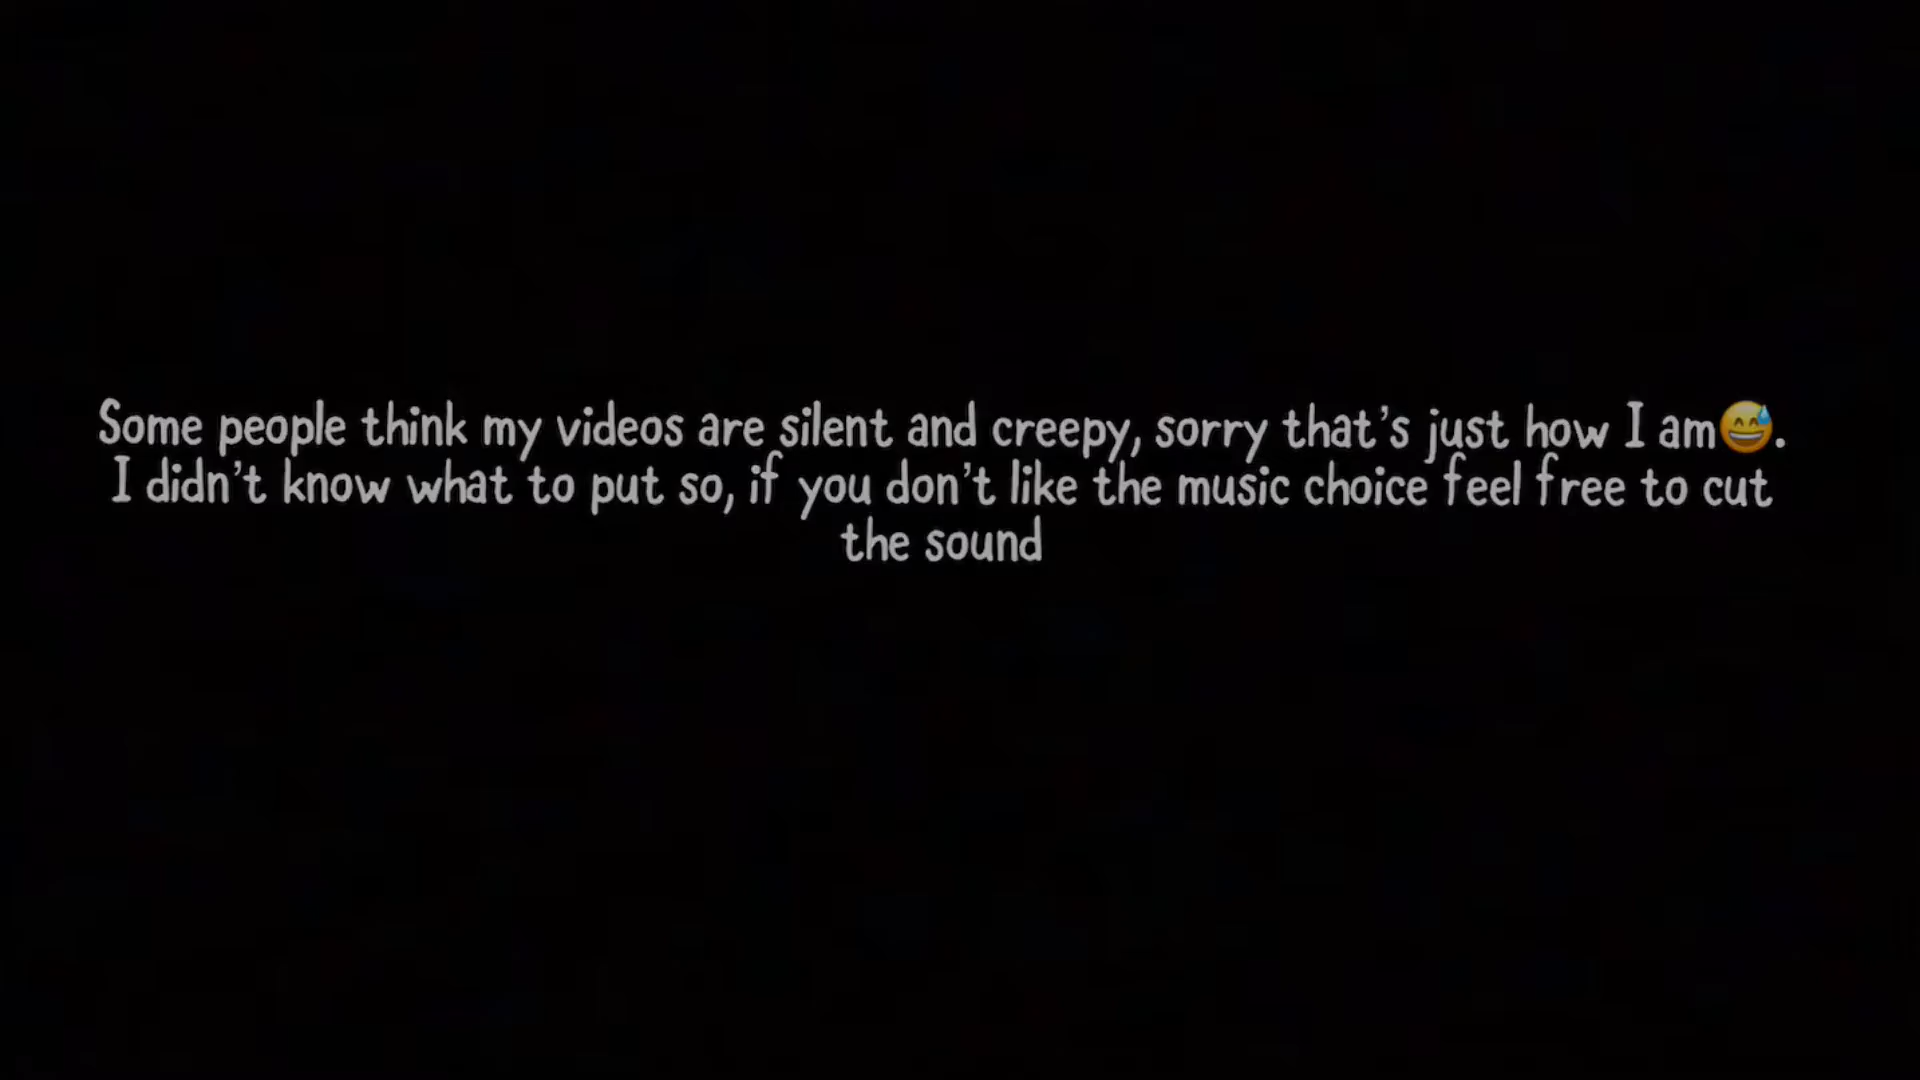 Some people think my videos are silent and creepy, sorry that's just how I am😅.
I didn't know what to put so, if you don't like the music choice feel free to cut
the sound